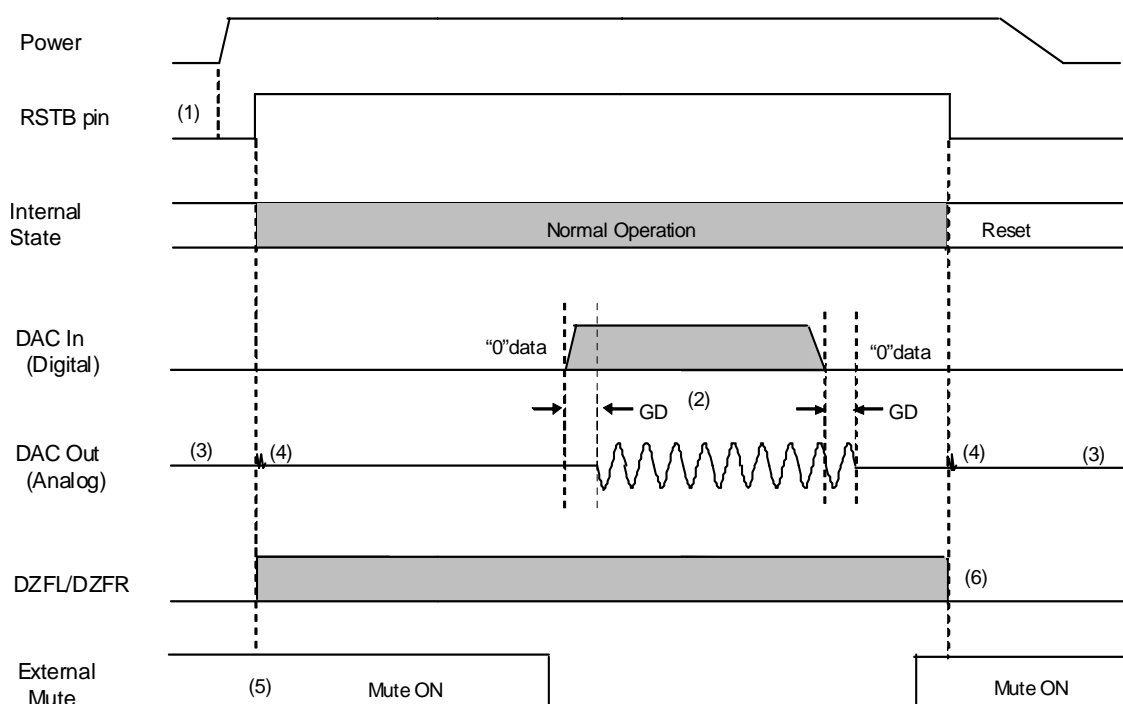 Power
(1)
RSTB pin
Internal
State
Normal Operation
Reset
DAC In
(Digital)
“0”data
“0”data
GD
(2)
GD
DAC Out
(Analog)
(3)
(4)
(4)
(3)
DZFL/DZFR
(6)
External
Mute
(5)
Mute ON
Mute ON